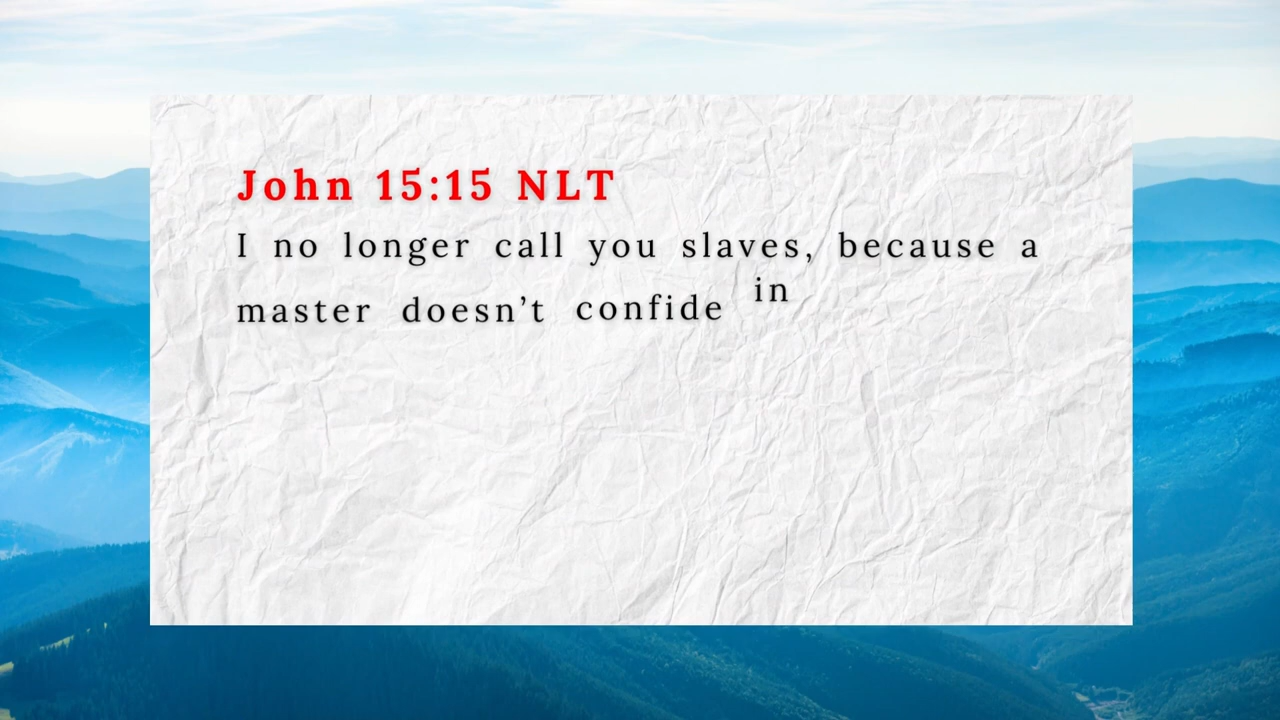 John 15:15 NLT
I no longer call you slaves, because a
master doesn’t confide in